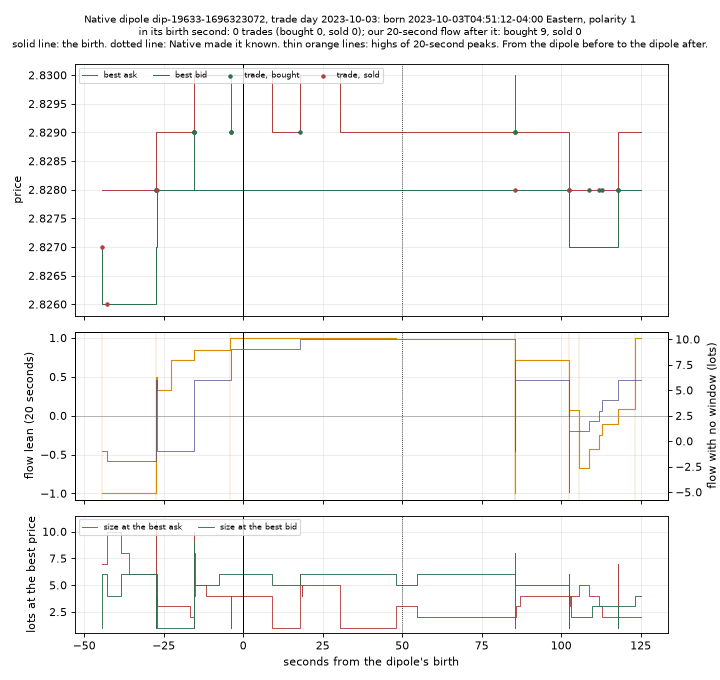 Native dipole dip-19633-1696323072, trade day 2023-10-03: born 2023-10-03T04:51:12-04:00 Eastern, polarity 1
in its birth second: 0 trades (bought 0, sold 0); our 20-second flow after it: bought 9, sold 0
solid line: the birth. dotted line: Native made it known. thin orange lines: highs of 20-second peaks. From the dipole before to the dipole after.
best ask
best bid
trade, bought
trade, sold
2.8300
2.8295
2.8290
2.8285
2.8280
2.8275
2.8270
2.8265
2.8260
price
1.0
0.5
0.0
−0.5
−1.0
flow lean (20 seconds)
10.0
7.5
5.0
2.5
0.0
−2.5
−5.0
flow with no window (lots)
size at the best ask
size at the best bid
10.0
7.5
5.0
2.5
lots at the best price
−50
−25
0
25
50
75
100
125
seconds from the dipole's birth